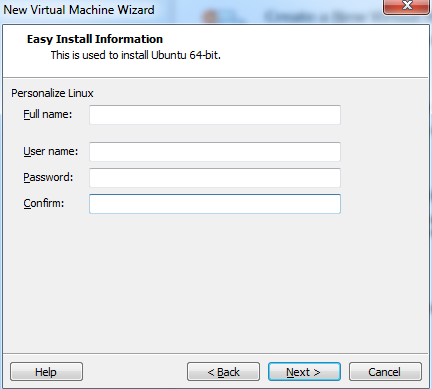 New Virtual Machine Wizard
Easy Install Information
This is used to install Ubuntu 64-bit.
Personalize Linux
Full name:
User name:
Password:
Confirm:
Help
< Back
Next >
Cancel